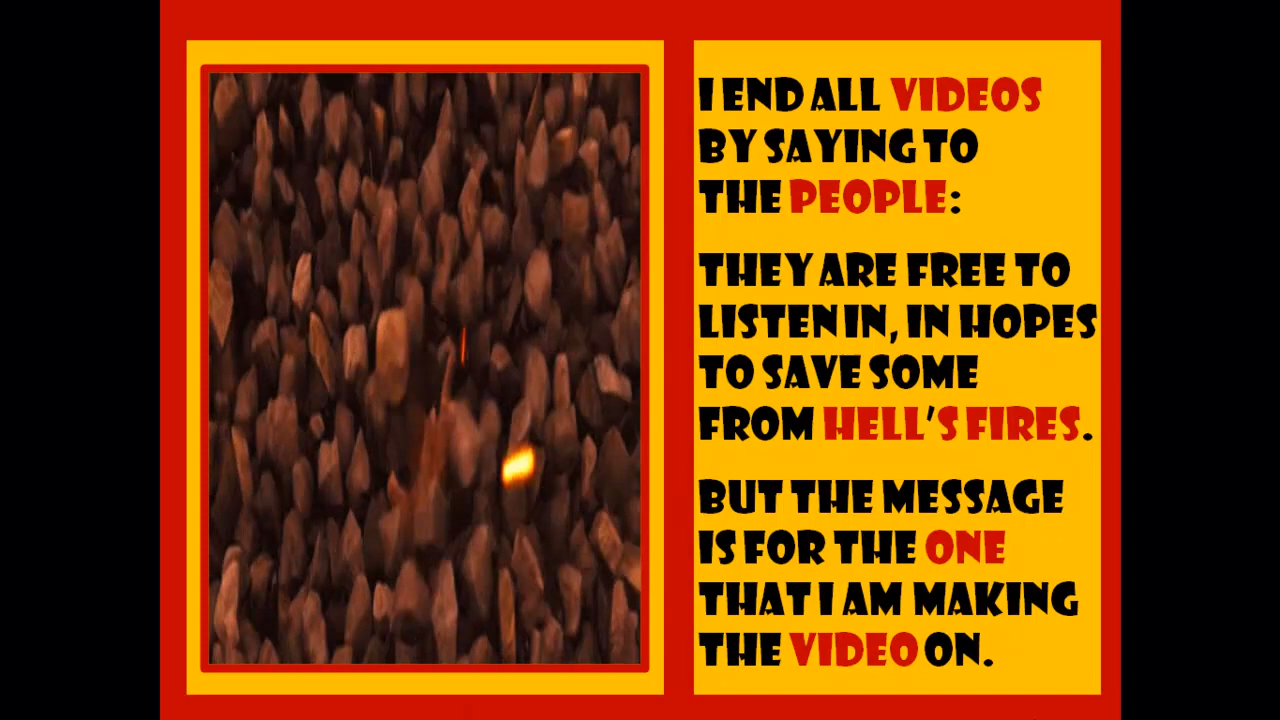 I END ALL VIDEOS
BY SAYING TO
THE PEOPLE:
THEY ARE FREE TO
LISTEN IN, IN HOPES
TO SAVE SOME
FROM HELL'S FIRES.
BUT THE MESSAGE
IS FOR THE ONE
THAT I AM MAKING
THE VIDEO ON.